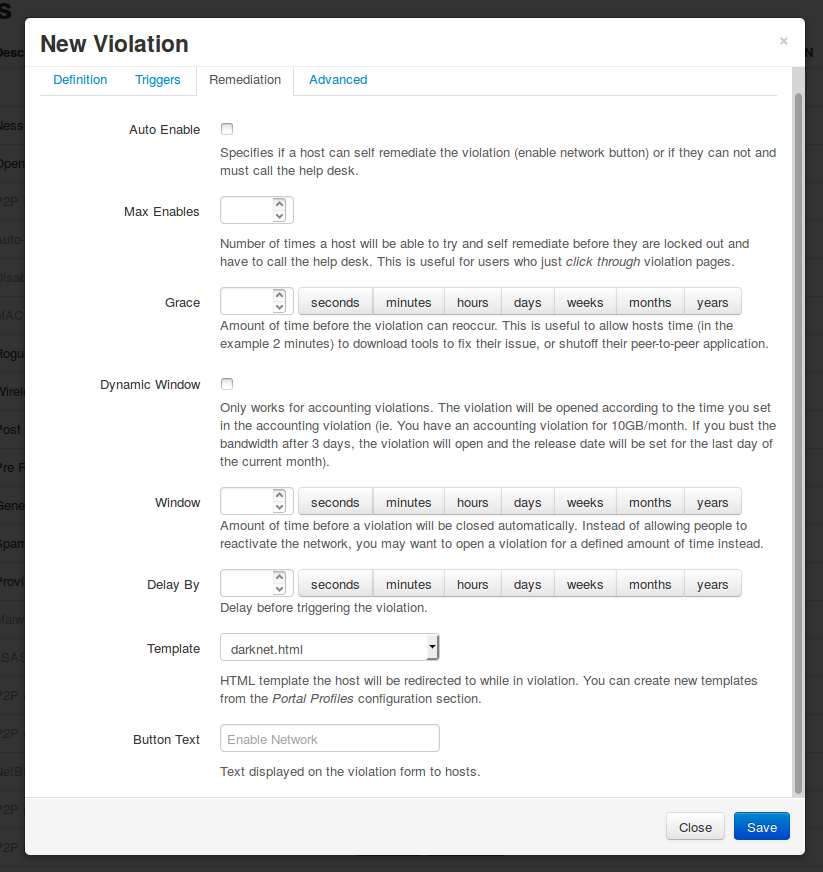 s
New Violation
×
Desc
N
Definition Triggers Remediation Advanced
Auto Enable
Specifies if a host can self remediate the violation (enable network button) or if they can not and
must call the help desk.
Max Enables
Number of times a host will be able to try and self remediate before they are locked out and
have to call the help desk. This is useful for users who just click through violation pages.
Grace seconds minutes hours days weeks months years
Amount of time before the violation can reoccur. This is useful to allow hosts time (in the
example 2 minutes) to download tools to fix their issue, or shutoff their peer-to-peer application.
Dynamic Window
Only works for accounting violations. The violation will be opened according to the time you set
in the accounting violation (ie. You have an accounting violation for 10GB/month. If you bust the
bandwidth after 3 days, the violation will open and the release date will be set for the last day of
the current month).
Window seconds minutes hours days weeks months years
Amount of time before a violation will be closed automatically. Instead of allowing people to
reactivate the network, you may want to open a violation for a defined amount of time instead.
Delay By seconds minutes hours days weeks months years
Delay before triggering the violation.
Template darknet.html
HTML template the host will be redirected to while in violation. You can create new templates
from the Portal Profiles configuration section.
Button Text Enable Network
Text displayed on the violation form to hosts.
Close Save